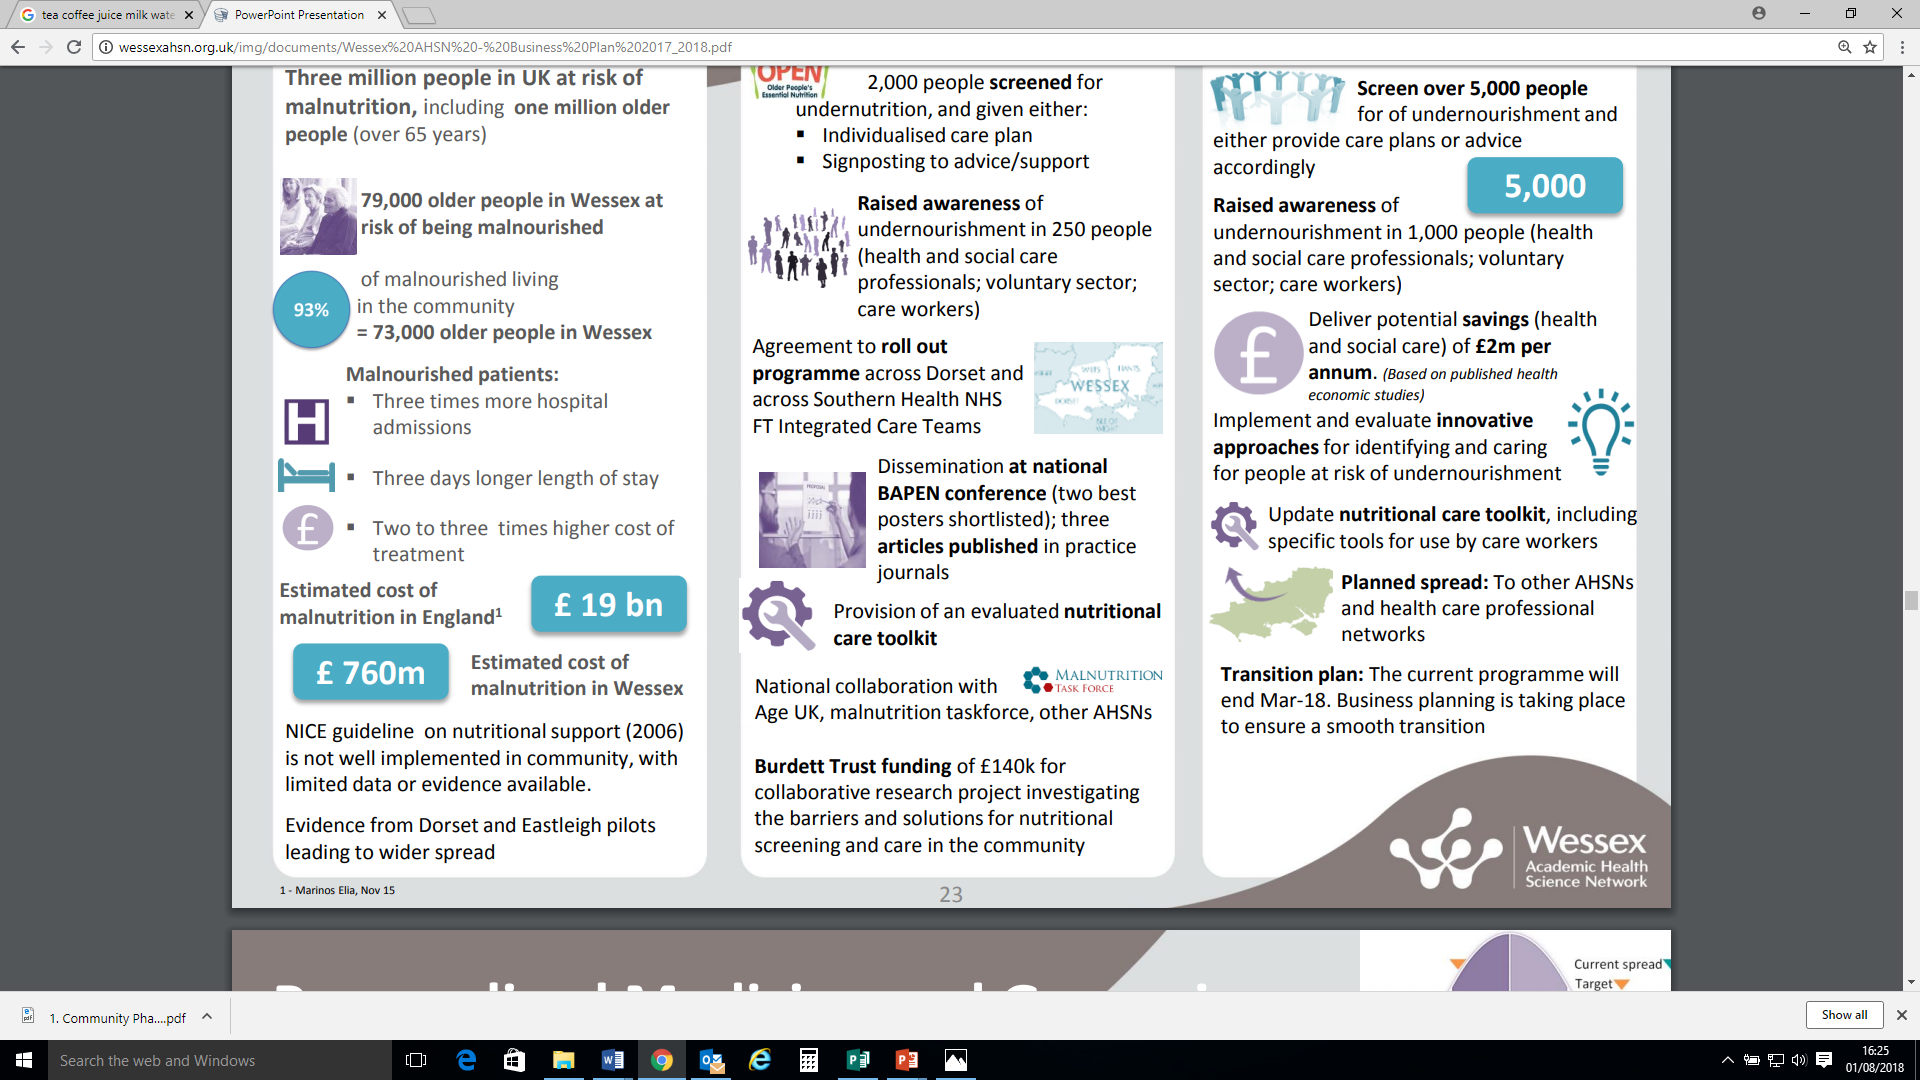 tea coffee juice milk wate
PowerPoint Presentation
wessexahsn.org.uk/img/documents/Wessex%20AHSN%20-%20Business%20Plan%202017_2018.pdf
Three million people in UK at risk of
malnutrition, including one million older
people (over 65 years)
79,000 older people in Wessex at
risk of being malnourished
93%
of malnourished living
in the community
= 73,000 older people in Wessex
Malnourished patients:
▪ Three times more hospital
admissions
▪ Three days longer length of stay
▪ Two to three times higher cost of
treatment
Estimated cost of
malnutrition in England1
£ 19 bn
£ 760m
Estimated cost of
malnutrition in Wessex
NICE guideline on nutritional support (2006)
is not well implemented in community, with
limited data or evidence available.
Evidence from Dorset and Eastleigh pilots
leading to wider spread
1 - Marinos Elia, Nov 15
OPEN
Older People's
Essential Nutrition
2,000 people screened for
undernutrition, and given either:
▪ Individualised care plan
▪ Signposting to advice/support
Raised awareness of
undernourishment in 250 people
(health and social care
professionals; voluntary sector;
care workers)
Agreement to roll out
programme across Dorset and
across Southern Health NHS
FT Integrated Care Teams
WILTS HANTS
WESSEX
DORSET
ISLE OF
WIGHT
Dissemination at national
BAPEN conference (two best
posters shortlisted); three
articles published in practice
journals
PROPOSAL
Provision of an evaluated nutritional
care toolkit
National collaboration with
MALNUTRITION
TASK FORCE
Age UK, malnutrition taskforce, other AHSNs
Burdett Trust funding of £140k for
collaborative research project investigating
the barriers and solutions for nutritional
screening and care in the community
23
Screen over 5,000 people
for of undernourishment and
either provide care plans or advice
accordingly
5,000
Raised awareness of
undernourishment in 1,000 people (health
and social care professionals; voluntary
sector; care workers)
£
Deliver potential savings (health
and social care) of £2m per
annum. (Based on published health
economic studies)
Implement and evaluate innovative
approaches for identifying and caring
for people at risk of undernourishment
Update nutritional care toolkit, including
specific tools for use by care workers
Planned spread: To other AHSNs
and health care professional
networks
Transition plan: The current programme will
end Mar-18. Business planning is taking place
to ensure a smooth transition
Wessex
Academic Health
Science Network
Current spread
Target
1. Community Pha....pdf
Show all
Search the web and Windows
16:25
01/08/2018